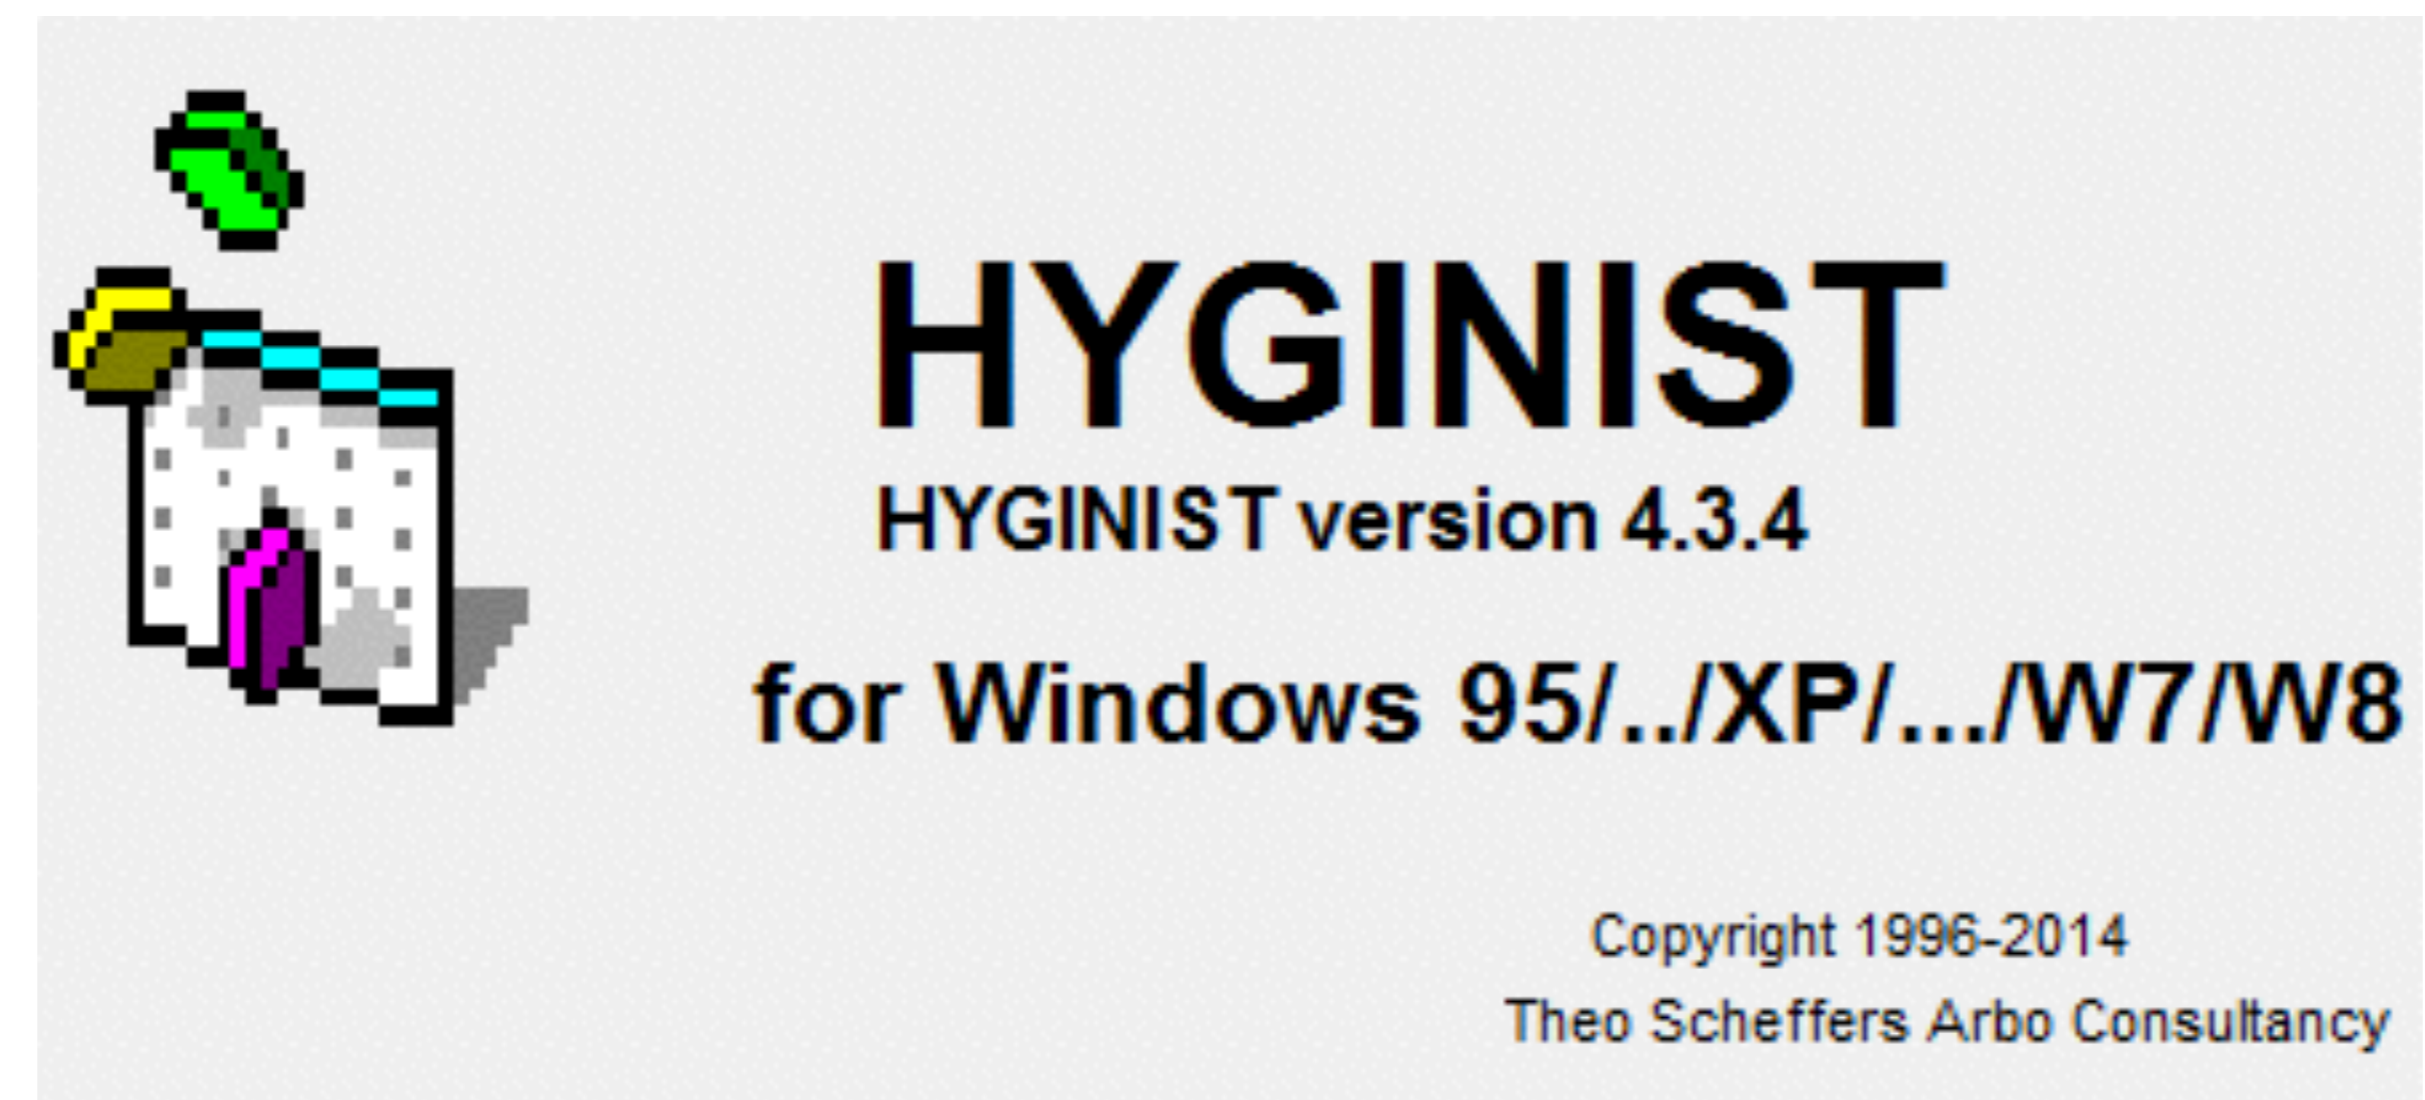 HYGINIST
HYGINIST version 4.3.4
for Windows 95/../XP/.../W7/W8
Copyright 1996-2014
Theo Scheffers Arbo Consultancy